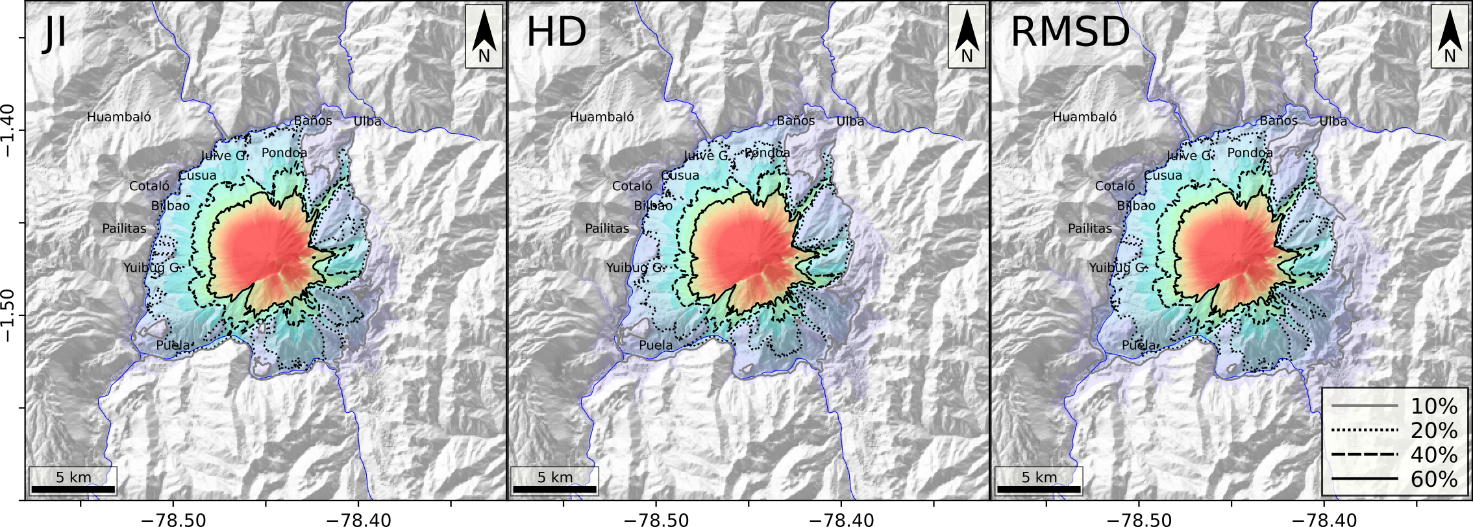 JI
N
Huambaló
Baños
Ulba
Juive G.
Pondoa
Cotaló
Cusua
Bilbao
Pailitas
Yuibug G.
Puela
5 km
HD
N
Huambaló
Baños
Ulba
Juive G.
Pondoa
Cotaló
Cusua
Bilbao
Pailitas
Yuibug G.
Puela
5 km
RMSD
N
Huambaló
Baños
Ulba
Juive G.
Pondoa
Cotaló
Cusua
Bilbao
Pailitas
Yuibug G.
Puela
5 km
10%
20%
40%
60%
−1.40
−1.50
−78.50
−78.40
−78.50
−78.40
−78.50
−78.40